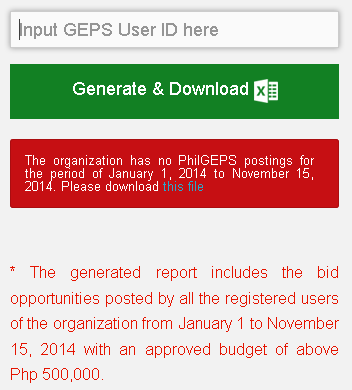 Input GEPS User ID here
Generate & Download
The organization has no PhilGEPS postings for
the period of January 1, 2014 to November 15,
2014. Please download this file
* The generated report includes the bid
opportunities posted by all the registered users
of the organization from January 1 to November
15, 2014 with an approved budget of above
Php 500,000.